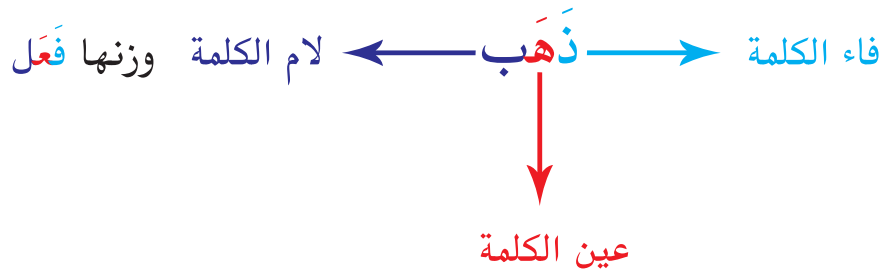 فاء الكلمة ذَهَب لام الكلمة وزنها فَعَل
عين الكلمة